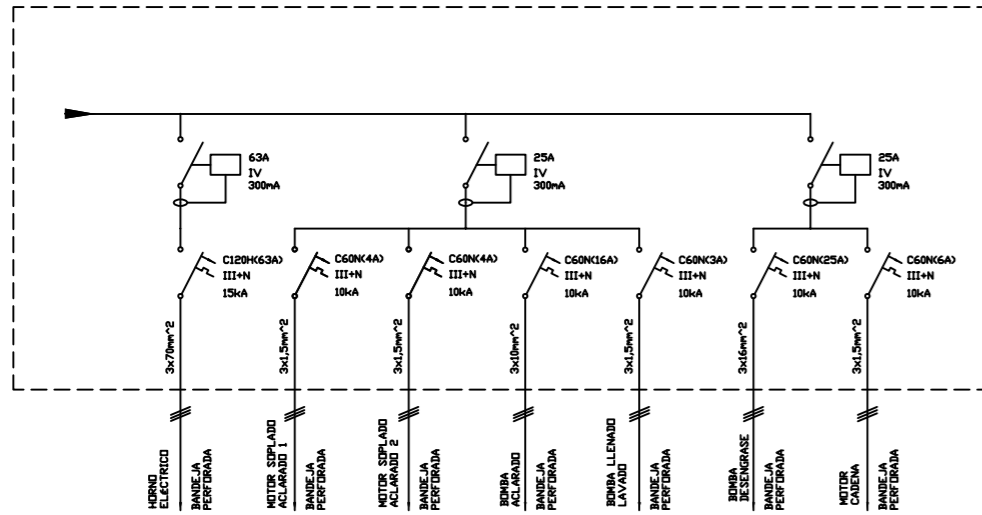 63A
IV
300mA
25A
IV
300mA
25A
IV
300mA
C120H(63A)
III+N
15kA
C60N(4A)
III+N
10kA
C60N(4A)
III+N
10kA
C60N(16A)
III+N
10kA
C60N(3A)
III+N
10kA
C60N(25A)
III+N
10kA
C60N(6A)
III+N
10kA
3x70mm^2
3x1,5mm^2
3x1,5mm^2
3x10mm^2
3x1,5mm^2
3x16mm^2
3x1,5mm^2
HORNO
ELéCTRICO
BANDEJA
PERFORADA
MOTOR SOPLADO
ACLARADO 1
BANDEJA
PERFORADA
MOTOR SOPLADO
ACLARADO 2
BANDEJA
PERFORADA
BOMBA
ACLARADO
BANDEJA
PERFORADA
BOMBA LLENADO
LAVADO
BANDEJA
PERFORADA
BOMBA
DESENGRASE
BANDEJA
PERFORADA
MOTOR
CADENA
BANDEJA
PERFORADA